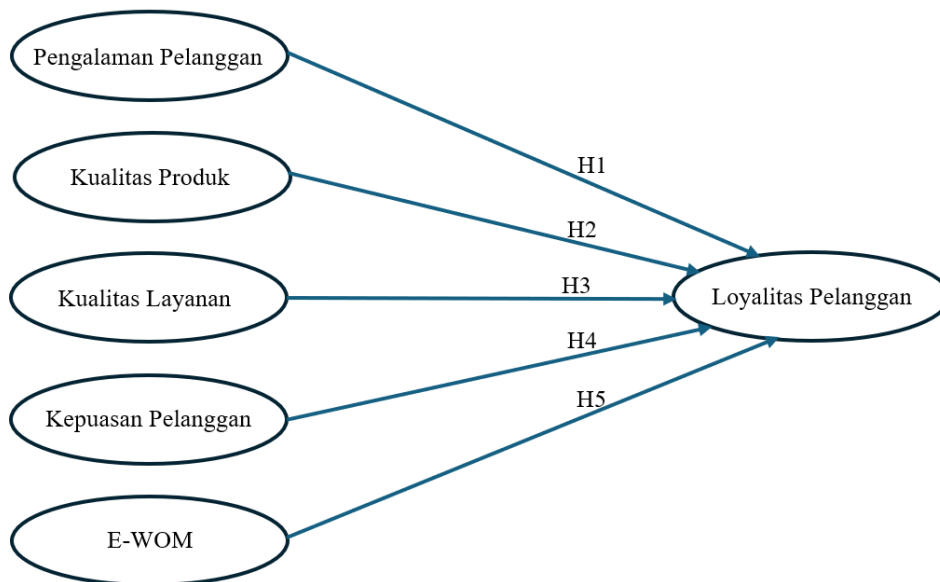 Pengalaman Pelanggan
H1
Kualitas Produk
H2
Kualitas Layanan
H3
Loyalitas Pelanggan
H4
Kepuasan Pelanggan
H5
E-WOM